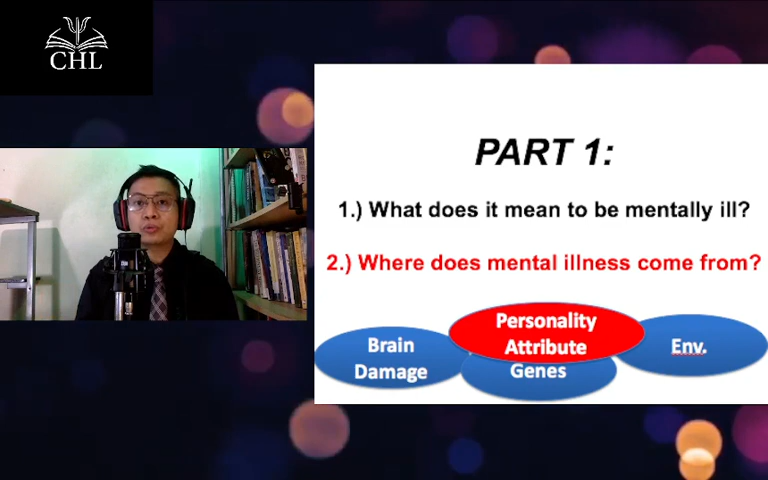 CHL
PART 1:
1.) What does it mean to be mentally ill?
2.) Where does mental illness come from?
Personality
Attribute
Brain
Damage
Genes
Env.